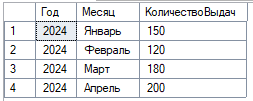 Год Месяц КоличествоВыдач
1 2024 Январь 150
2 2024 Февраль 120
3 2024 Март 180
4 2024 Апрель 200